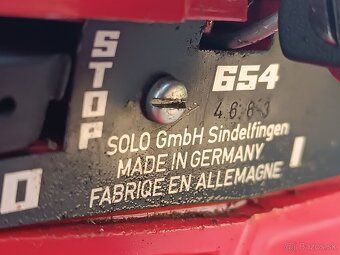 STOP
654
4.6.6-3
SOLO GmbH Sindelfingen
MADE IN GERMANY
FABRIQE EN ALLEMAGNE
0
I